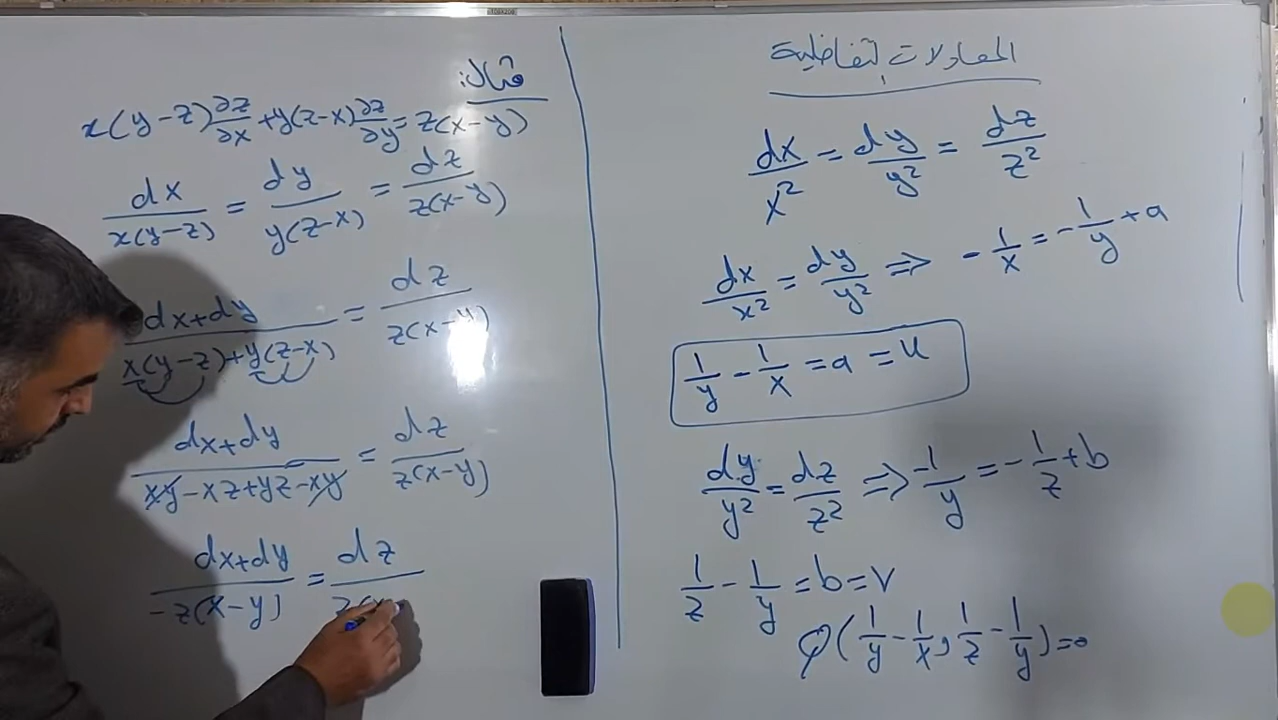 المعادلات التفاضلية
dx/x² = dy/y² = dz/z²
dx/x² = dy/y² ⇒ -1/x = -1/y + a
1/y - 1/x = a = u
dy/y² = dz/z² ⇒ -1/y = -1/z + b
1/z - 1/y = b = v
φ(1/y - 1/x, 1/z - 1/y) = 0
مثال:
x(y-z)∂z/∂x + y(z-x)∂z/∂y = z(x-y)
dx/x(y-z) = dy/y(z-x) = dz/z(x-y)
dx+dy/x(y-z)+y(z-x) = dz/z(x-y)
dx+dy/xy-xz+yz-xy = dz/z(x-y)
dx+dy/-z(x-y) = dz/z(x